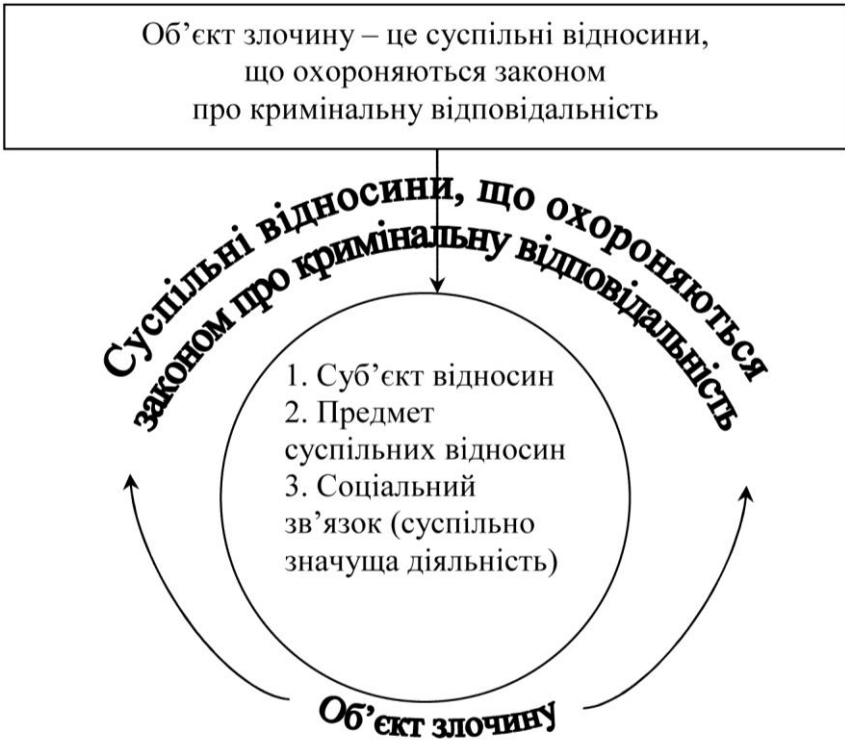 Об’єкт злочину – це суспільні відносини,
що охороняються законом
про кримінальну відповідальність
Суспільні відносини, що охороняються
законом про кримінальну відповідальність
1. Суб’єкт відносин
2. Предмет
суспільних відносин
3. Соціальний
зв’язок (суспільно
значуща діяльність)
Об’єкт злочину